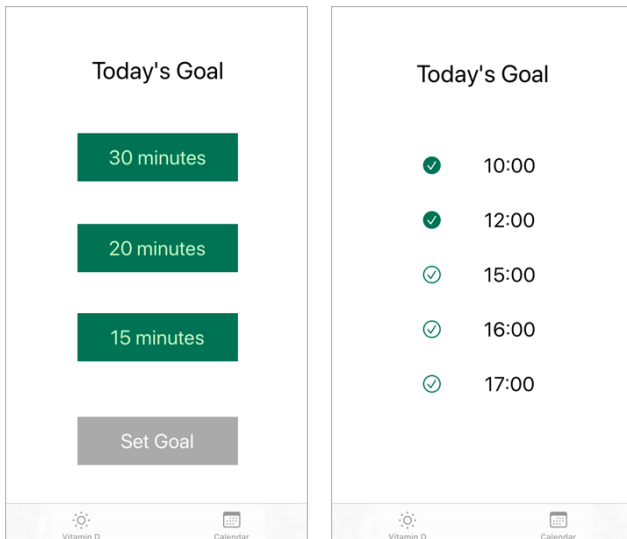 Today's Goal
30 minutes
20 minutes
15 minutes
Set Goal
Vitamin D
Calendar
Today's Goal
10:00
12:00
15:00
16:00
17:00
Vitamin D
Calendar